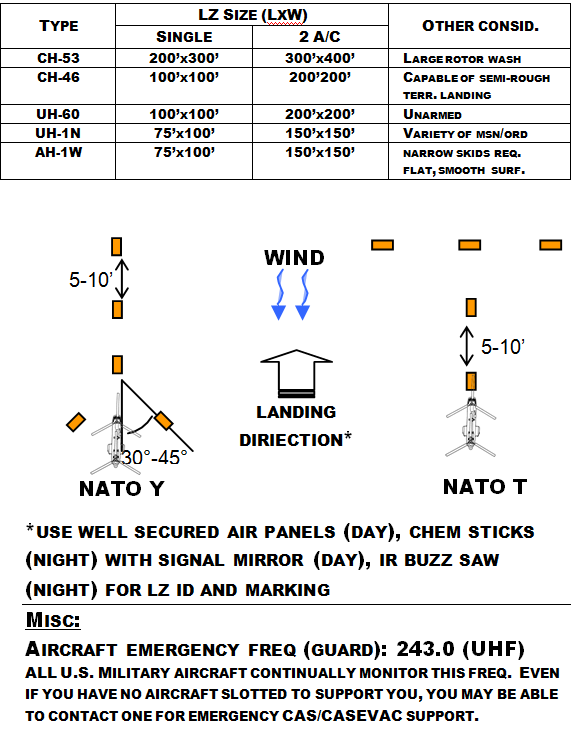 TYPE LZ SIZE (LXW) OTHER CONSID.
SINGLE 2 A/C
CH-53 200’X300’ 300’X400’ LARGE ROTOR WASH
CH-46 100’X100’ 200’200’ CAPABLE OF SEMI-ROUGH
TERR. LANDING
UH-60 100’X100’ 200’X200’ UNARMED
UH-1N 75’X100’ 150’X150’ VARIETY OF MSN/ORD
AH-1W 75’X100’ 150’X150’ NARROW SKIDS REQ.
FLAT, SMOOTH SURF.
WIND
5-10’
5-10’
LANDING
DIRIECTION*
30°-45°
NATO Y
NATO T
*USE WELL SECURED AIR PANELS (DAY), CHEM STICKS
(NIGHT) WITH SIGNAL MIRROR (DAY), IR BUZZ SAW
(NIGHT) FOR LZ ID AND MARKING
MISC:
AIRCRAFT EMERGENCY FREQ (GUARD): 243.0 (UHF)
ALL U.S. MILITARY AIRCRAFT CONTINUALLY MONITOR THIS FREQ. EVEN
IF YOU HAVE NO AIRCRAFT SLOTTED TO SUPPORT YOU, YOU MAY BE ABLE
TO CONTACT ONE FOR EMERGENCY CAS/CASEVAC SUPPORT.